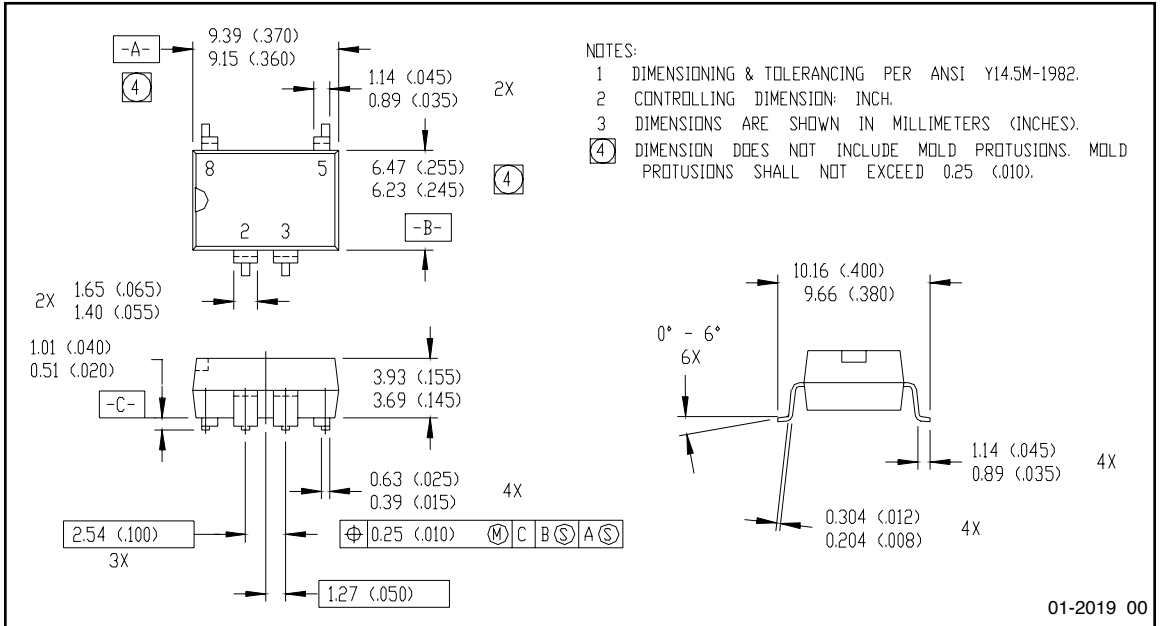 -A-
9.39 (.370)
9.15 (.360)
4
1.14 (.045)
0.89 (.035)
2X
8
5
6.47 (.255)
6.23 (.245)
4
2 3
-B-
2X
1.65 (.065)
1.40 (.055)
1.01 (.040)
0.51 (.020)
-C-
3.93 (.155)
3.69 (.145)
0.63 (.025)
0.39 (.015)
4X
2.54 (.100)
3X
⌖ 0.25 (.010) Ⓜ C B Ⓢ A Ⓢ
1.27 (.050)
NOTES:
1 DIMENSIONING & TOLERANCING PER ANSI Y14.5M-1982.
2 CONTROLLING DIMENSION: INCH.
3 DIMENSIONS ARE SHOWN IN MILLIMETERS (INCHES).
4 DIMENSION DOES NOT INCLUDE MOLD PROTUSIONS. MOLD
PROTUSIONS SHALL NOT EXCEED 0.25 (.010).
10.16 (.400)
9.66 (.380)
0° - 6°
6X
1.14 (.045)
0.89 (.035)
4X
0.304 (.012)
0.204 (.008)
4X
01-2019 00